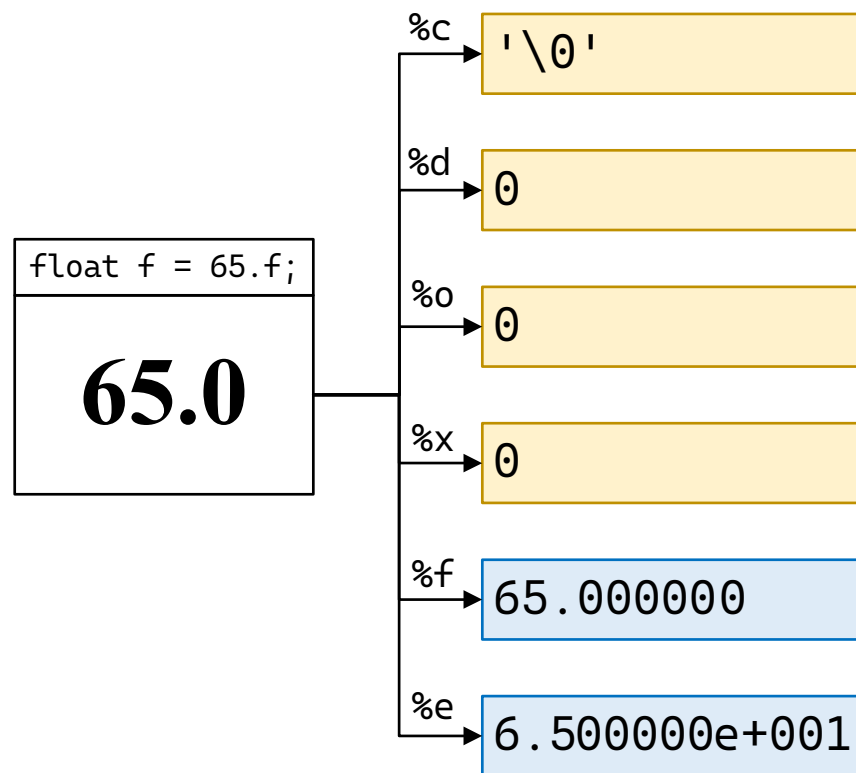 %c
'\0'
%d
0
float f = 65.f;
%o
0
65.0
%x
0
%f
65.000000
%e
6.500000e+001